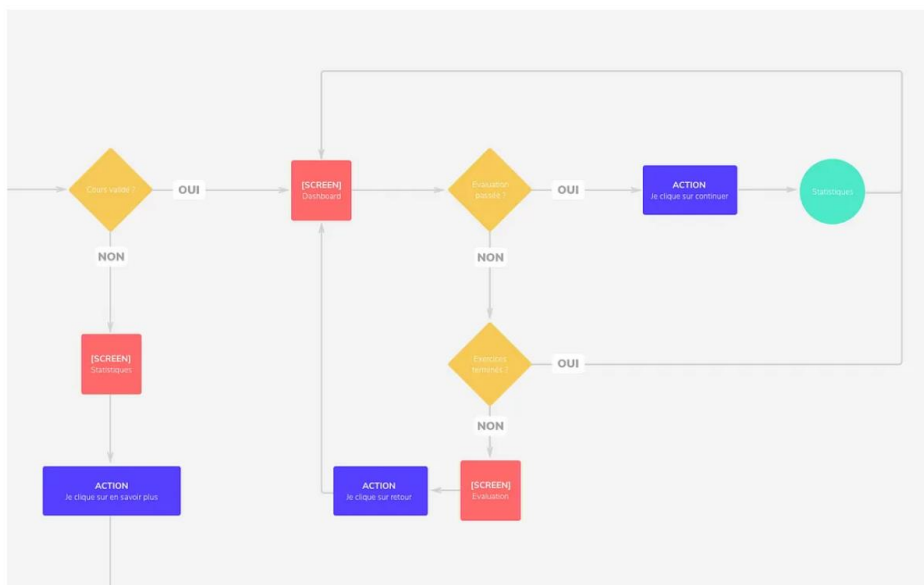 Cours validé ?
OUI
[SCREEN]
Dashboard
Evaluation
passée ?
OUI
ACTION
Je clique sur continuer
Statistiques
NON
NON
[SCREEN]
Statistiques
Exercices
terminés ?
OUI
NON
ACTION
Je clique sur en savoir plus
ACTION
Je clique sur retour
[SCREEN]
Evaluation